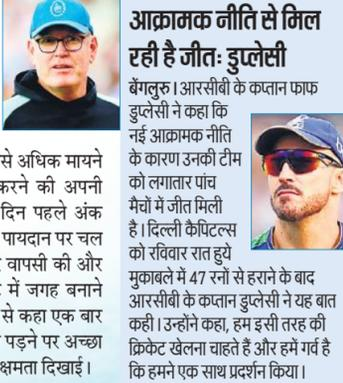 से अधिक मायने
करने की अपनी
दिन पहले अंक
पायदान पर चल
वापसी की और
में जगह बनाने
से कहा एक बार
पड़ने पर अच्छा
क्षमता दिखाई।
आक्रामक नीति से मिल
रही है जीतः डुप्लेसी
बेंगलुरु। आरसीबी के कप्तान फाफ
डुप्लेसी ने कहा कि
नई आक्रामक नीति
के कारण उनकी टीम
को लगातार पांच
मैचों में जीत मिली
है। दिल्ली कैपिटल्स
को रविवार रात हुये
मुकाबले में 47 रनों से हराने के बाद
आरसीबी के कप्तान डुप्लेसी ने यह बात
कही। उन्होंने कहा, हम इसी तरह की
क्रिकेट खेलना चाहते हैं और हमें गर्व है
कि हमने एक साथ प्रदर्शन किया।